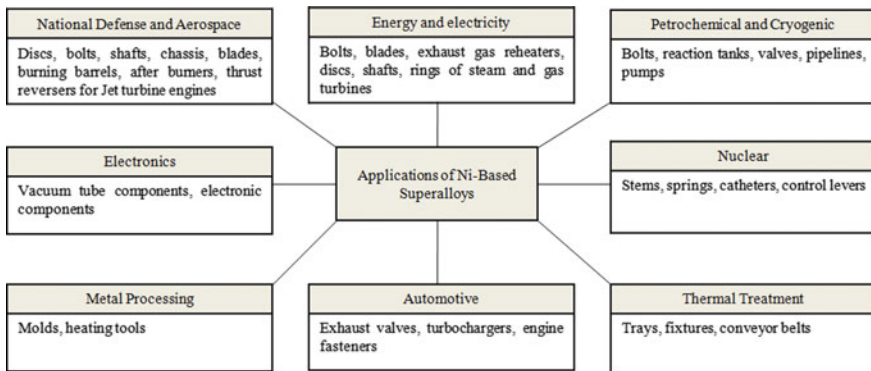 National Defense and Aerospace
Discs, bolts, shafts, chassis, blades,
burning barrels, after burners, thrust
reversers for Jet turbine engines
Energy and electricity
Bolts, blades, exhaust gas reheaters,
discs, shafts, rings of steam and gas
turbines
Petrochemical and Cryogenic
Bolts, reaction tanks, valves, pipelines,
pumps
Electronics
Vacuum tube components, electronic
components
Applications of Ni-Based
Superalloys
Nuclear
Stems, springs, catheters, control levers
Metal Processing
Molds, heating tools
Automotive
Exhaust valves, turbochargers, engine
fasteners
Thermal Treatment
Trays, fixtures, conveyor belts